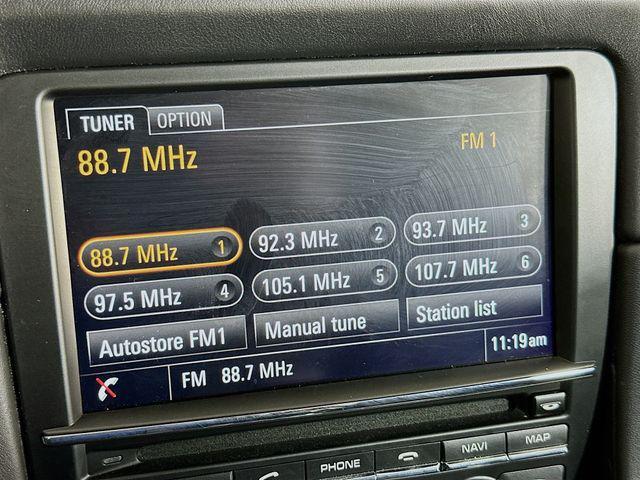 TUNER OPTION
88.7 MHz FM 1
88.7 MHz 1 92.3 MHz 2 93.7 MHz 3
97.5 MHz 4 105.1 MHz 5 107.7 MHz 6
Autostore FM1 Manual tune Station list
FM 88.7 MHz 11:19am
PHONE NAVI MAP